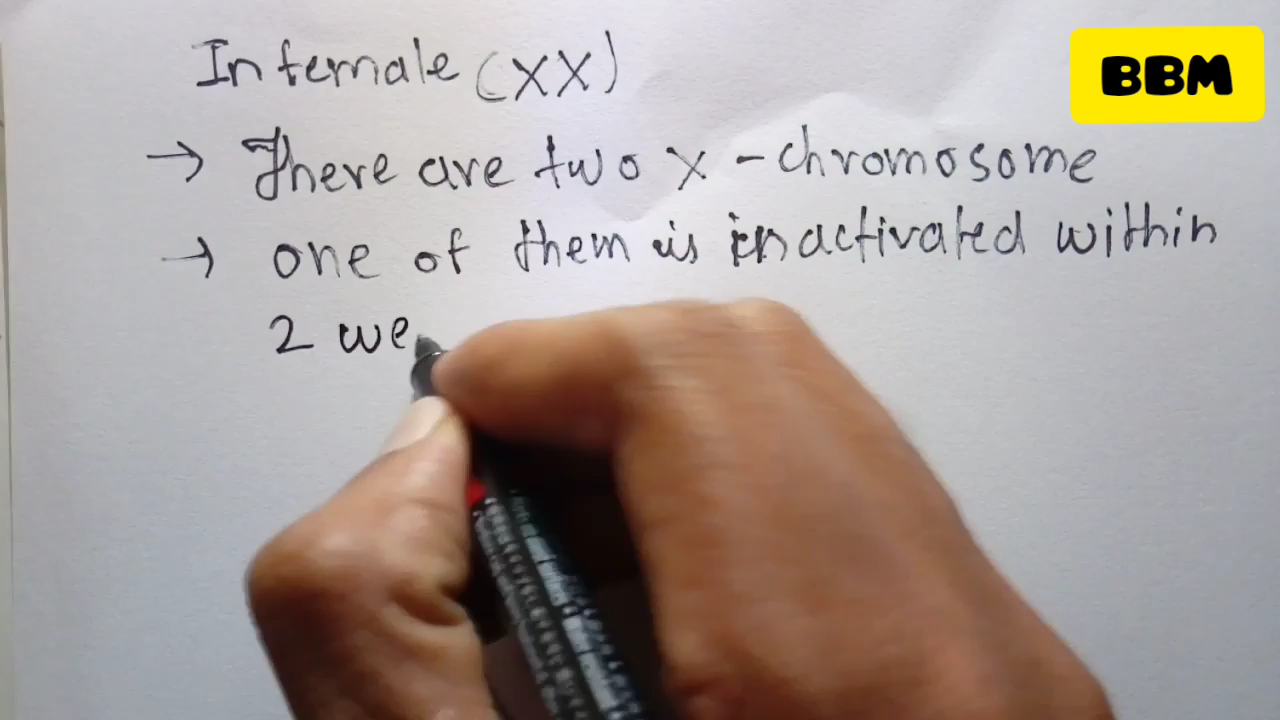 In female (XX)
BBM
→ There are two X - chromosome
→ one of them is inactivated within
2 we